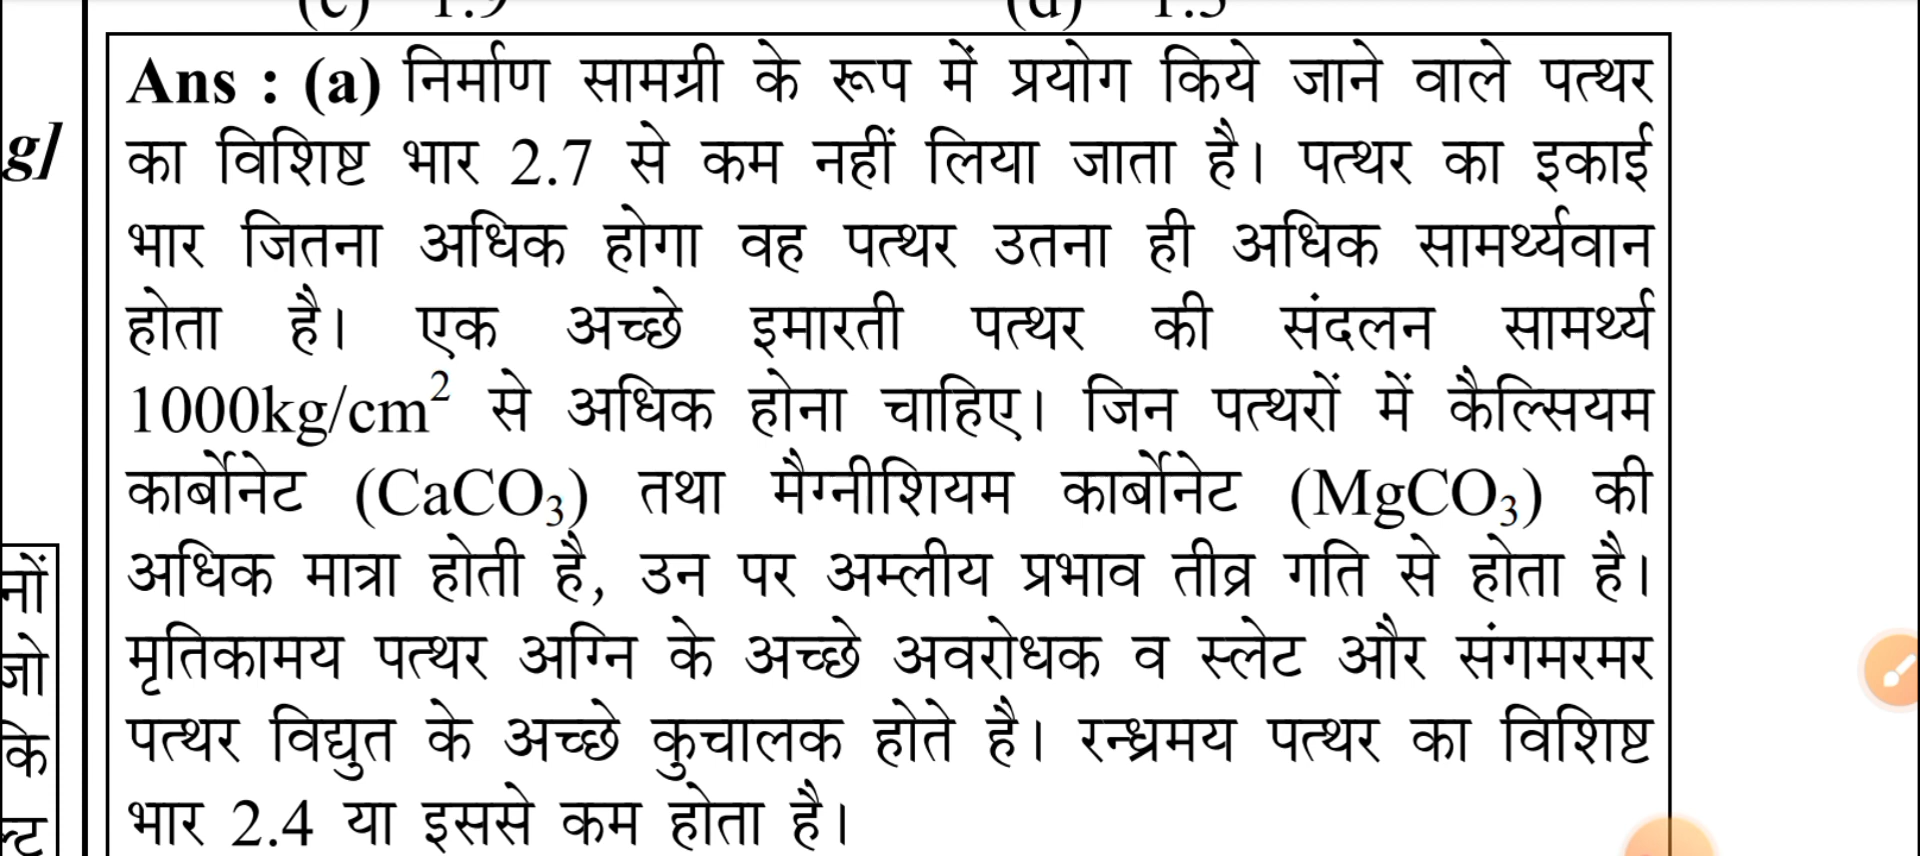 Ans : (a) निर्माण सामग्री के रूप में प्रयोग किये जाने वाले पत्थर
का विशिष्ट भार 2.7 से कम नहीं लिया जाता है। पत्थर का इकाई
भार जितना अधिक होगा वह पत्थर उतना ही अधिक सामर्थ्यवान
होता है। एक अच्छे इमारती पत्थर की संदलन सामर्थ्य
1000kg/cm² से अधिक होना चाहिए। जिन पत्थरों में कैल्सियम
कार्बोनेट (CaCO₃) तथा मैग्नीशियम कार्बोनेट (MgCO₃) की
अधिक मात्रा होती है, उन पर अम्लीय प्रभाव तीव्र गति से होता है।
मृतिकामय पत्थर अग्नि के अच्छे अवरोधक व स्लेट और संगमरमर
पत्थर विद्युत के अच्छे कुचालक होते है। रन्ध्रमय पत्थर का विशिष्ट
भार 2.4 या इससे कम होता है।
g]
नों
जो
कि